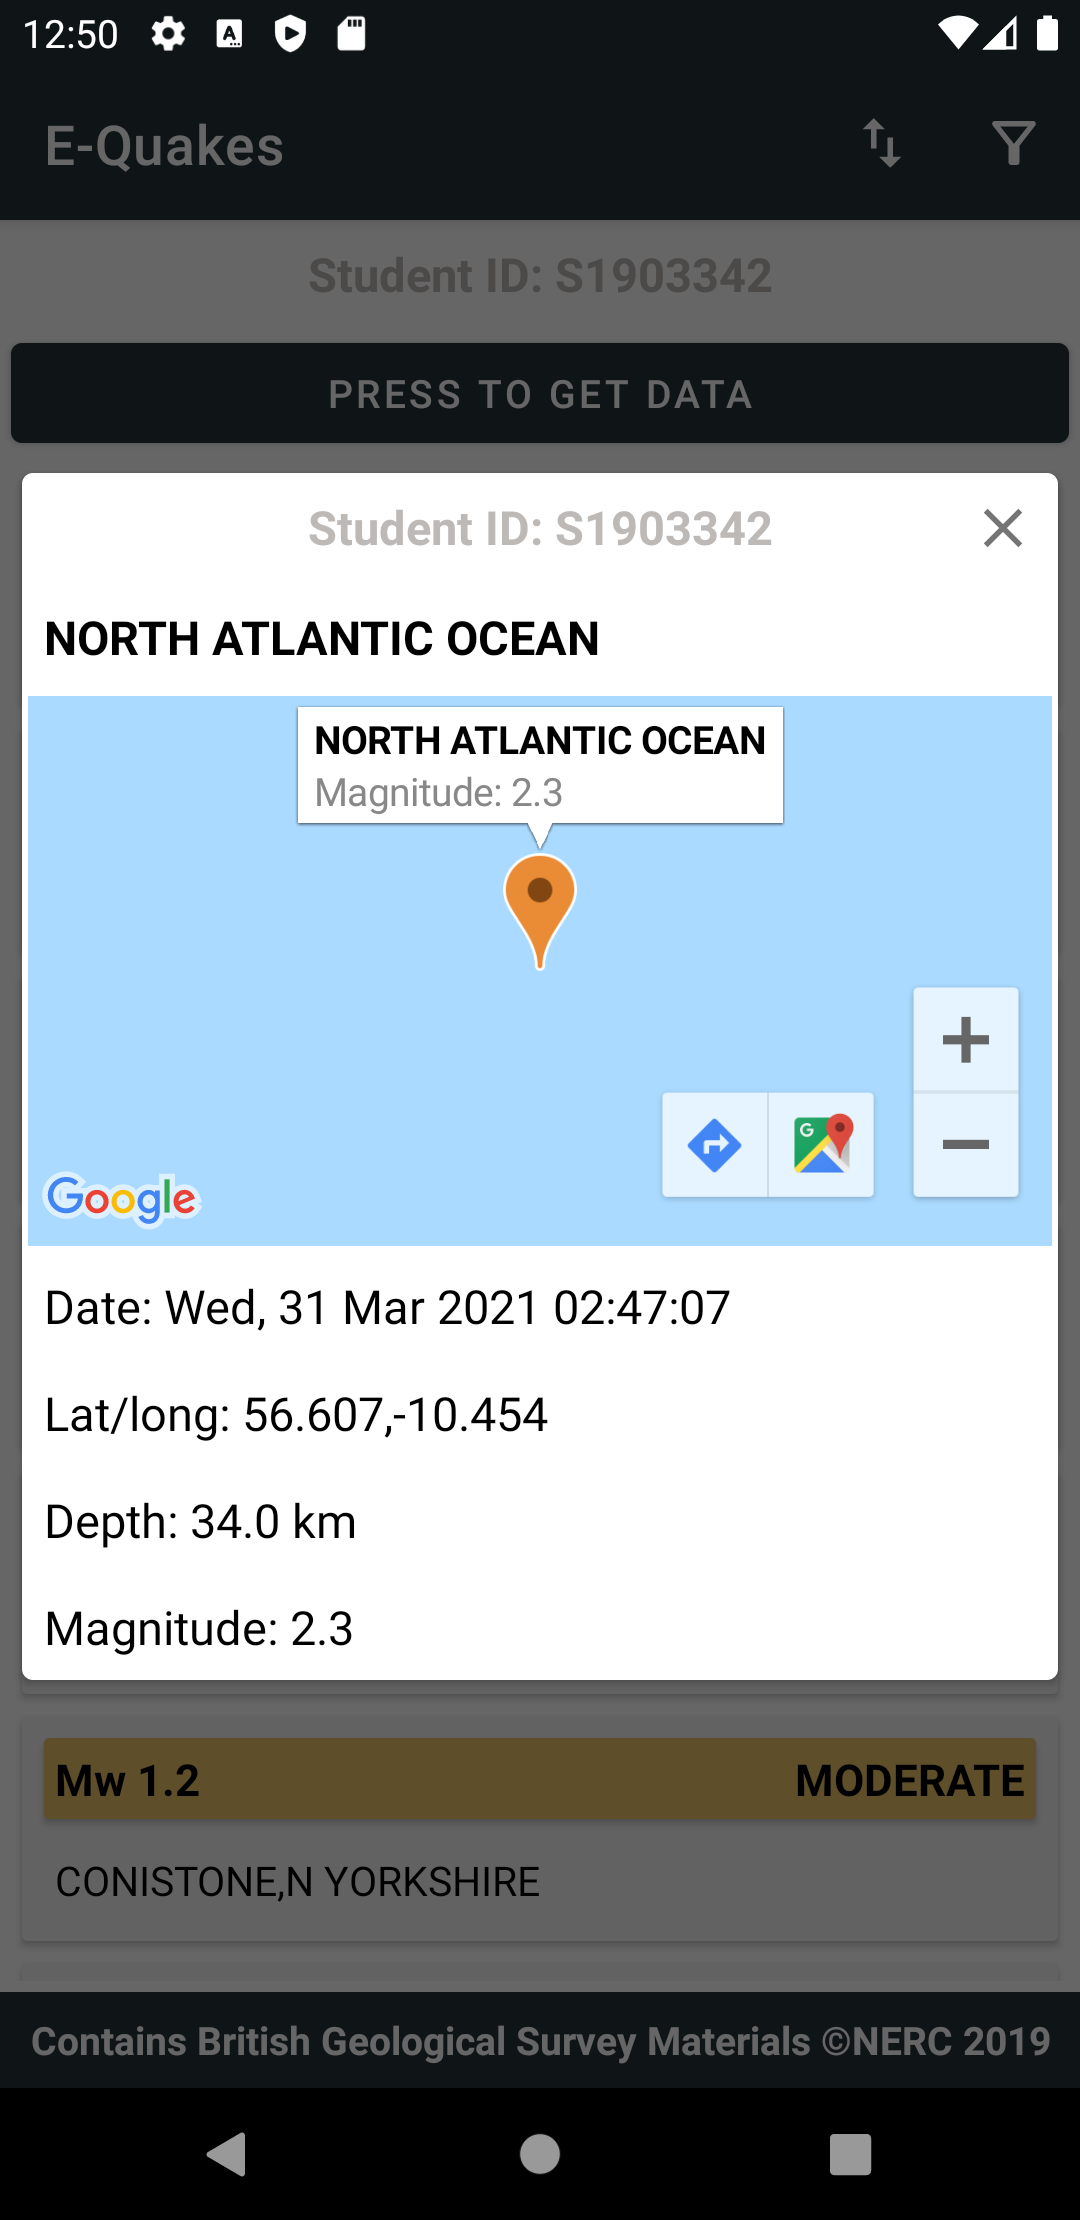 12:50
E-Quakes
Student ID: S1903342
PRESS TO GET DATA
Student ID: S1903342
NORTH ATLANTIC OCEAN
NORTH ATLANTIC OCEAN
Magnitude: 2.3
Google
Date: Wed, 31 Mar 2021 02:47:07
Lat/long: 56.607,-10.454
Depth: 34.0 km
Magnitude: 2.3
Mw 1.2 MODERATE
CONISTONE,N YORKSHIRE
Contains British Geological Survey Materials ©NERC 2019